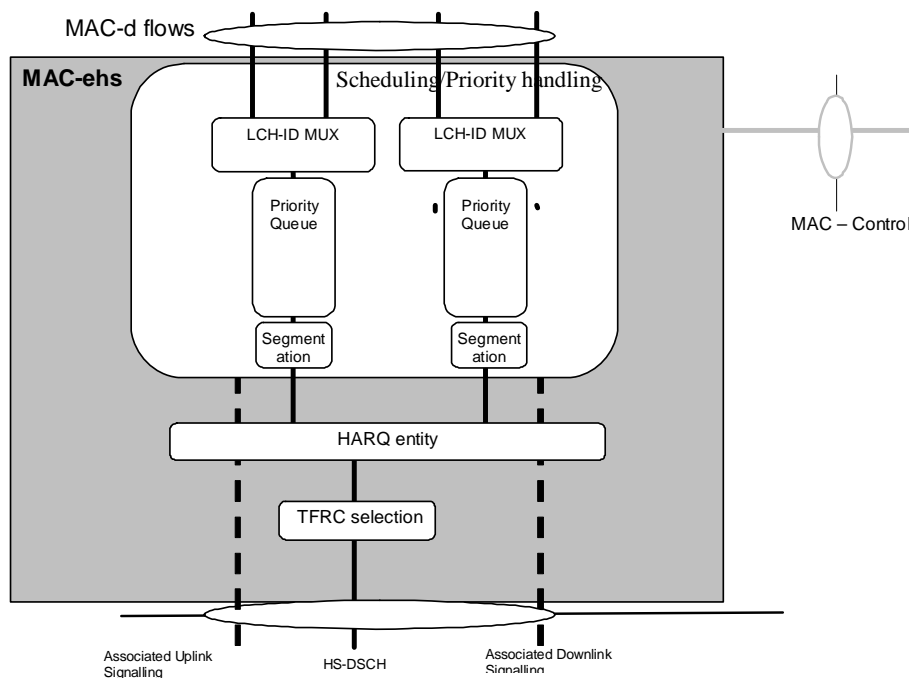 MAC-d flows
MAC-ehs
Scheduling/Priority handling
LCH-ID MUX
LCH-ID MUX
Priority
Queue
Priority
Queue
MAC – Control
Segment
ation
Segment
ation
HARQ entity
TFRC selection
Associated Uplink
Signalling
HS-DSCH
Associated Downlink
Signalling